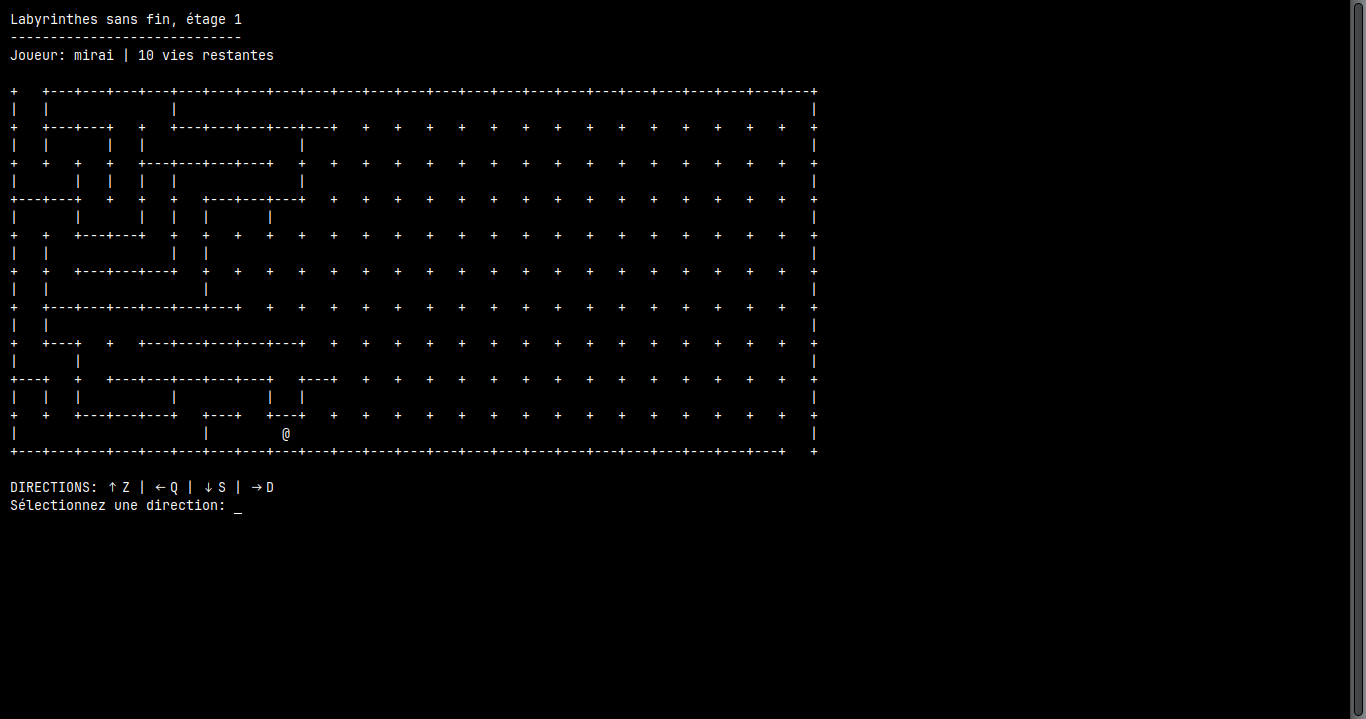 Labyrinthes sans fin, étage 1
-----------------------------
Joueur: mirai | 10 vies restantes
+   +---+---+---+---+---+---+---+---+---+---+---+---+---+---+---+---+---+---+---+---+---+---+---+---+
|   |               |                                                                               |
+   +---+---+   +   +---+---+---+---+---+   +   +   +   +   +   +   +   +   +   +   +   +   +   +   +
|   |       |   |                   |                                                               |
+   +   +   +   +---+---+---+---+   +   +   +   +   +   +   +   +   +   +   +   +   +   +   +   +   +
|       |   |   |   |               |                                                               |
+---+---+   +   +   +   +---+---+---+   +   +   +   +   +   +   +   +   +   +   +   +   +   +   +   +
|       |       |   |   |       |                                                                   |
+   +   +---+---+   +   +   +   +   +   +   +   +   +   +   +   +   +   +   +   +   +   +   +   +   +
|   |               |   |                                                                           |
+   +   +---+---+---+   +   +   +   +   +   +   +   +   +   +   +   +   +   +   +   +   +   +   +   +
|   |                   |                                                                           |
+   +---+---+---+---+---+---+   +   +   +   +   +   +   +   +   +   +   +   +   +   +   +   +   +   +
|   |                                                                                               |
+   +---+   +   +---+---+---+---+---+   +   +   +   +   +   +   +   +   +   +   +   +   +   +   +   +
|       |                                                                                           |
+---+   +   +---+---+---+---+---+   +---+   +   +   +   +   +   +   +   +   +   +   +   +   +   +   +
|   |   |           |           |   |                                                               |
+   +   +---+---+---+   +---+   +---+   +   +   +   +   +   +   +   +   +   +   +   +   +   +   +   +
|                       |         @                                                                 |
+---+---+---+---+---+---+---+---+---+---+---+---+---+---+---+---+---+---+---+---+---+---+---+---+   +
DIRECTIONS: ↑ Z | ← Q | ↓ S | → D
Sélectionnez une direction: _